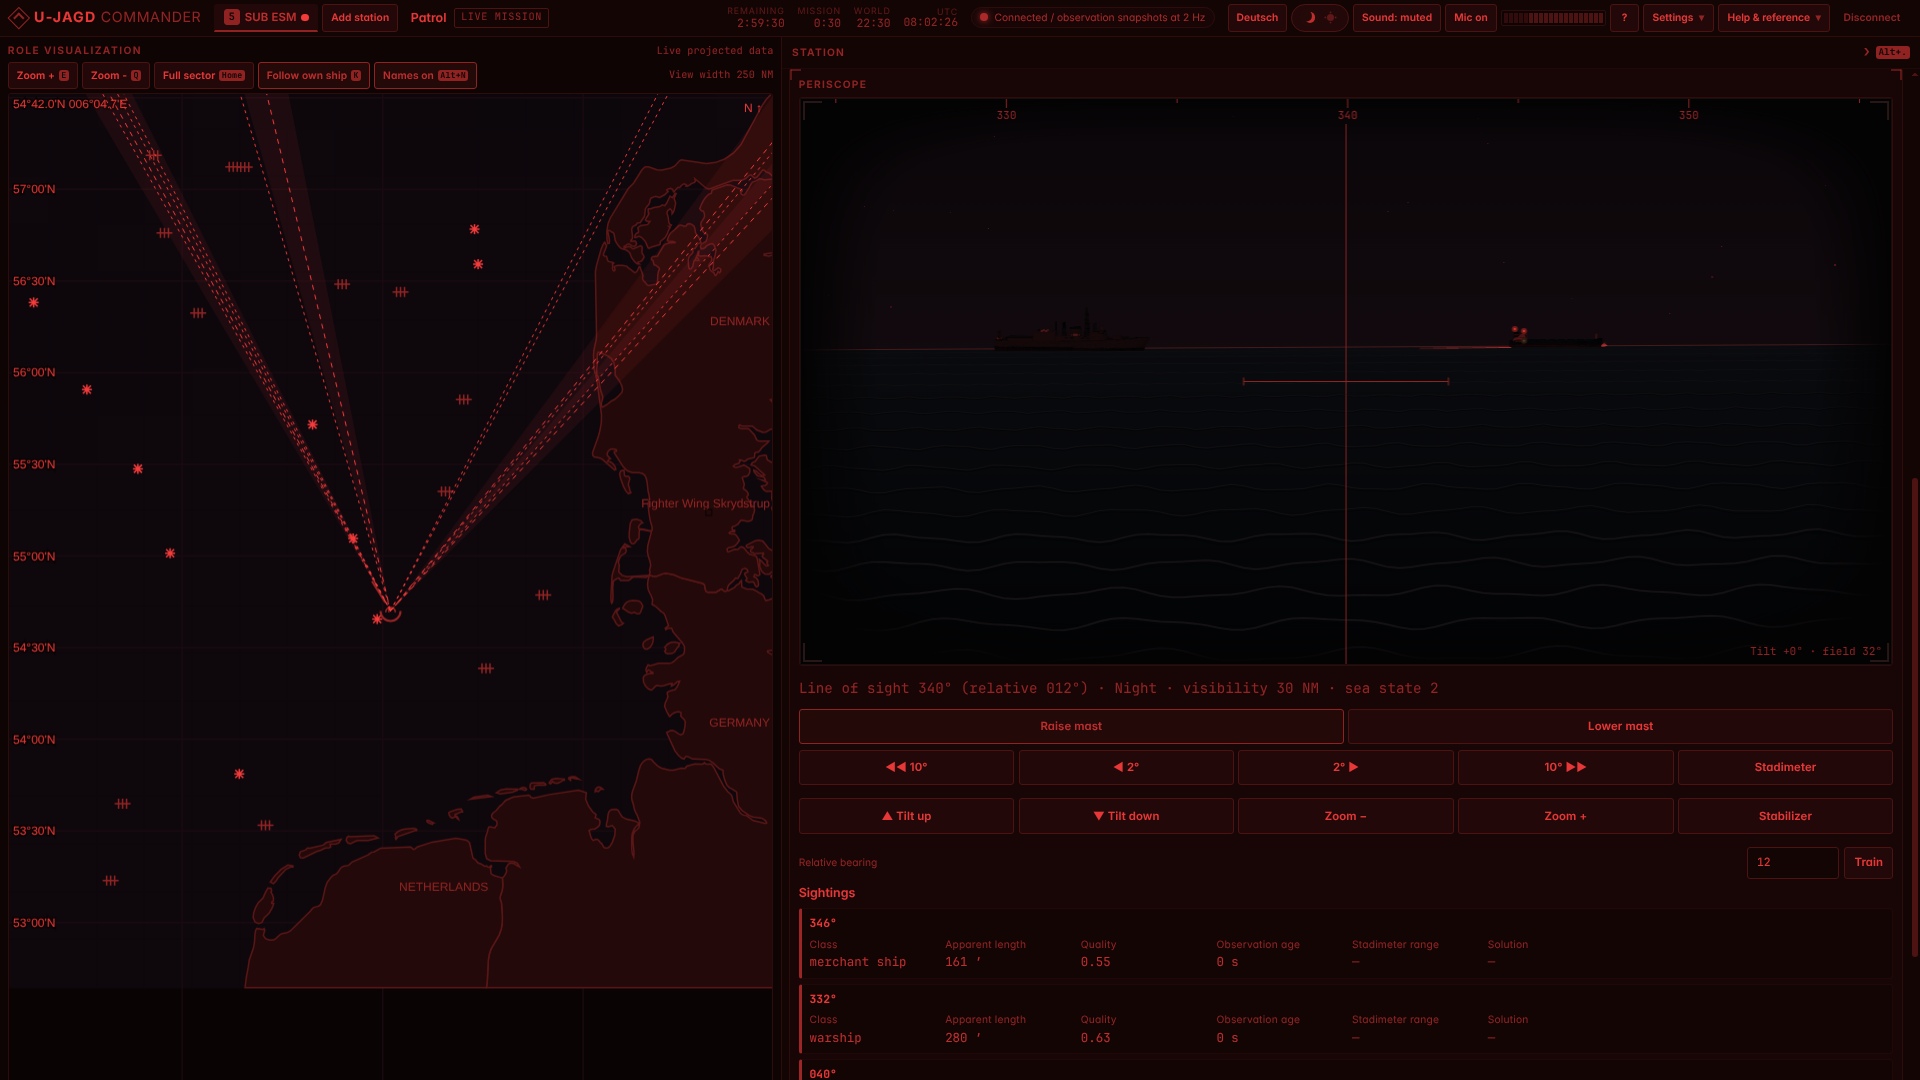 U-JAGD COMMANDER
S SUB ESM
Add station
Patrol
LIVE MISSION
REMAINING 2:59:30
MISSION 0:30
WORLD 22:30
UTC 08:02:26
Connected / observation snapshots at 2 Hz
Deutsch
Sound: muted
Mic on
?
Settings ▾
Help & reference ▾
Disconnect
ROLE VISUALIZATION
Live projected data
Zoom + E
Zoom - Q
Full sector Home
Follow own ship K
Names on Alt+N
View width 250 NM
54°42.0'N 006°04.7'E
N ↑
57°00'N
56°30'N
DENMARK
56°00'N
55°30'N
Fighter Wing Skrydstrup
55°00'N
54°30'N
GERMANY
54°00'N
53°30'N
NETHERLANDS
53°00'N
STATION
Alt+.
PERISCOPE
330
340
350
Tilt +0° · field 32°
Line of sight 340° (relative 012°) · Night · visibility 30 NM · sea state 2
Raise mast
Lower mast
◀◀ 10°
◀ 2°
2° ▶
10° ▶▶
Stadimeter
▲ Tilt up
▼ Tilt down
Zoom −
Zoom +
Stabilizer
Relative bearing
12
Train
Sightings
346°
Class Apparent length Quality Observation age Stadimeter range Solution
merchant ship 161 ′ 0.55 0 s — —
332°
Class Apparent length Quality Observation age Stadimeter range Solution
warship 280 ′ 0.63 0 s — —
040°